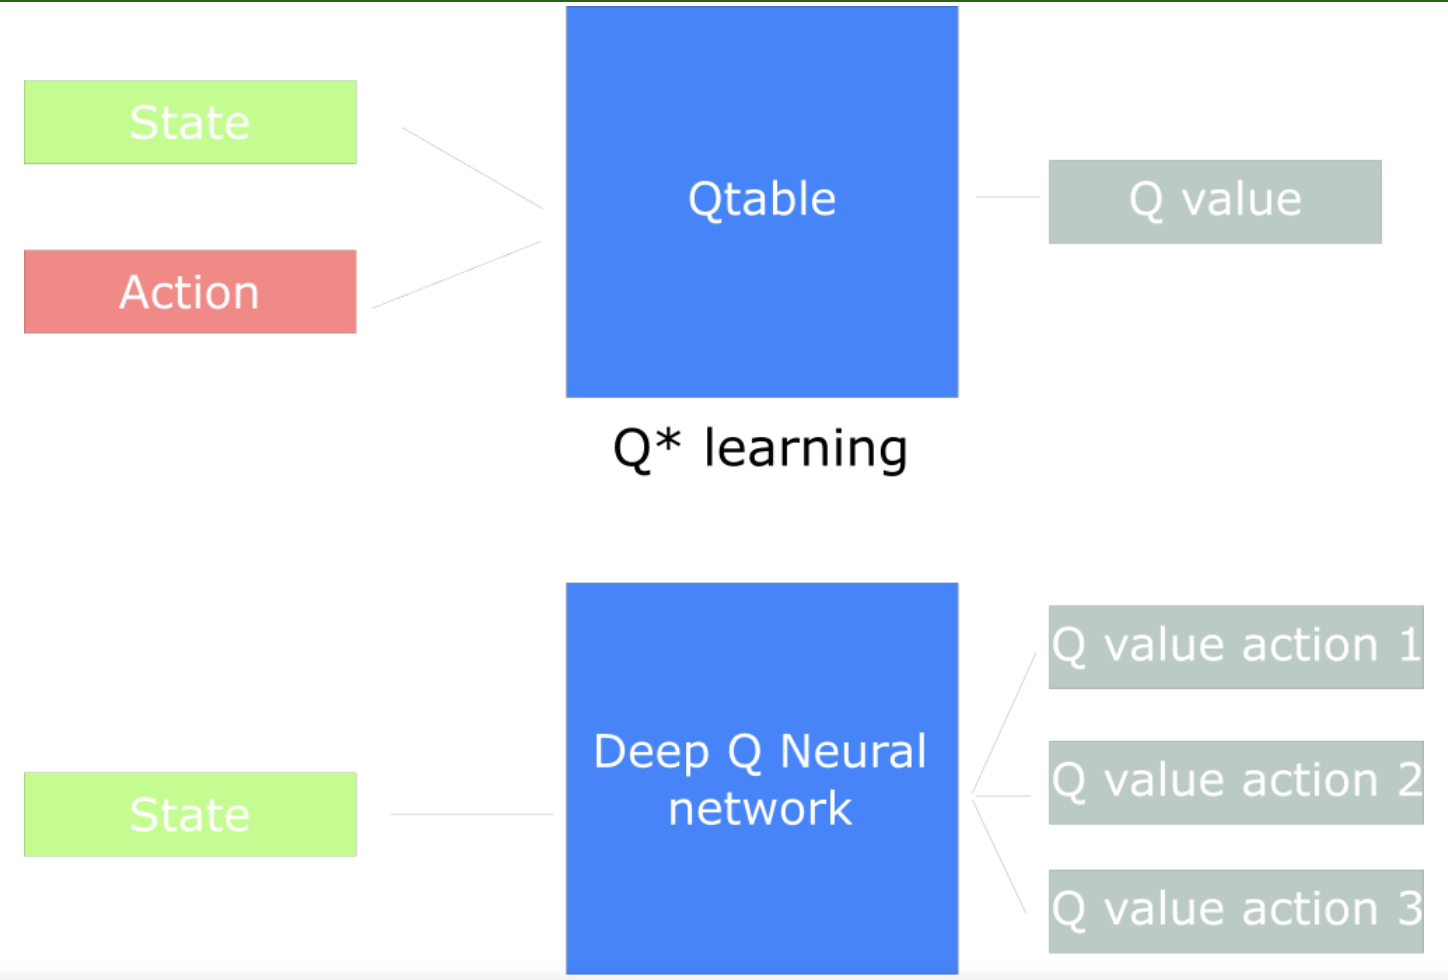 State
Action
Qtable
Q value
Q* learning
State
Deep Q Neural
network
Q value action 1
Q value action 2
Q value action 3